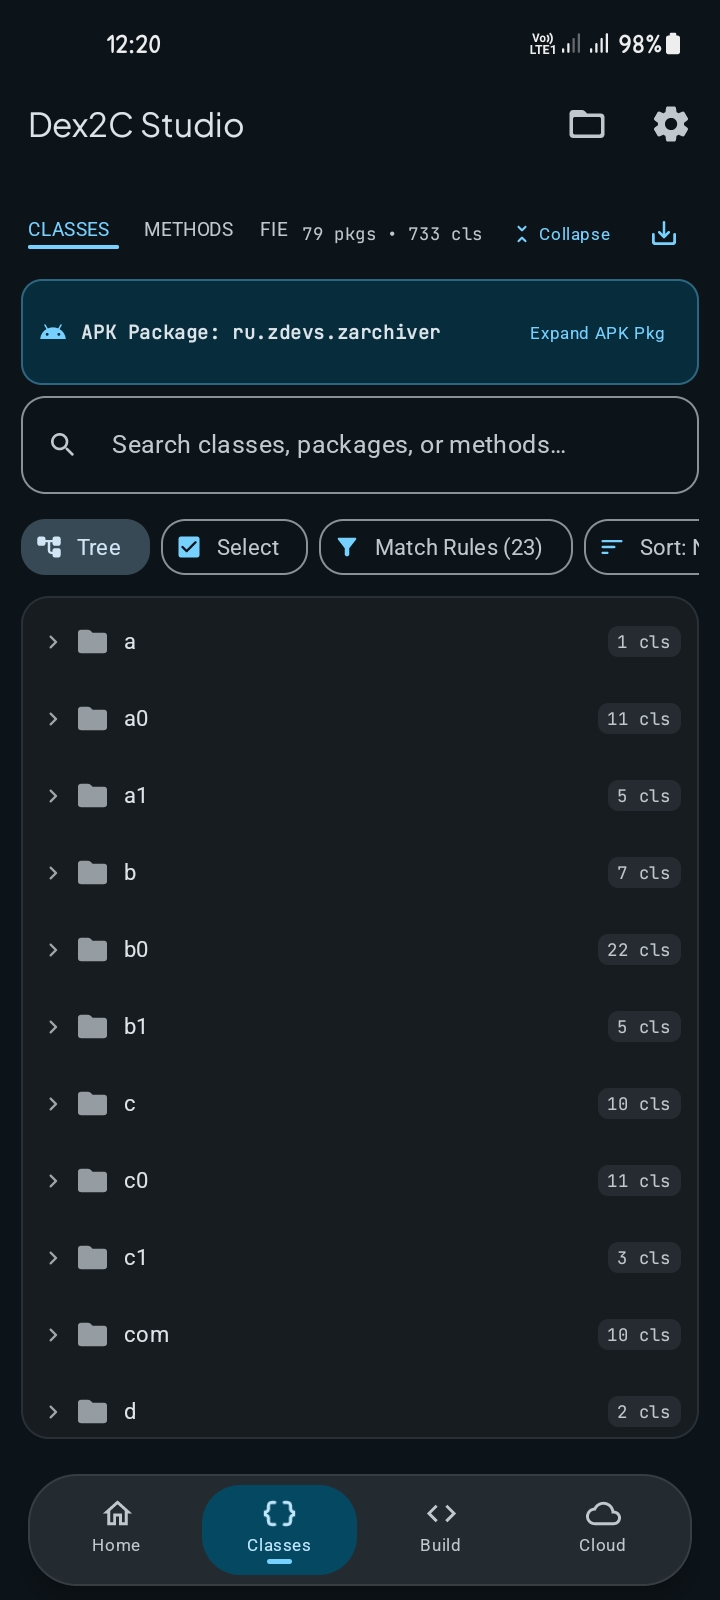 12:20 Vo)) LTE1 98%
Dex2C Studio
CLASSES METHODS FIE 79 pkgs • 733 cls Collapse
APK Package: ru.zdevs.zarchiver Expand APK Pkg
Search classes, packages, or methods…
Tree Select Match Rules (23) Sort: N
a 1 cls
a0 11 cls
a1 5 cls
b 7 cls
b0 22 cls
b1 5 cls
c 10 cls
c0 11 cls
c1 3 cls
com 10 cls
d 2 cls
Home Classes Build Cloud